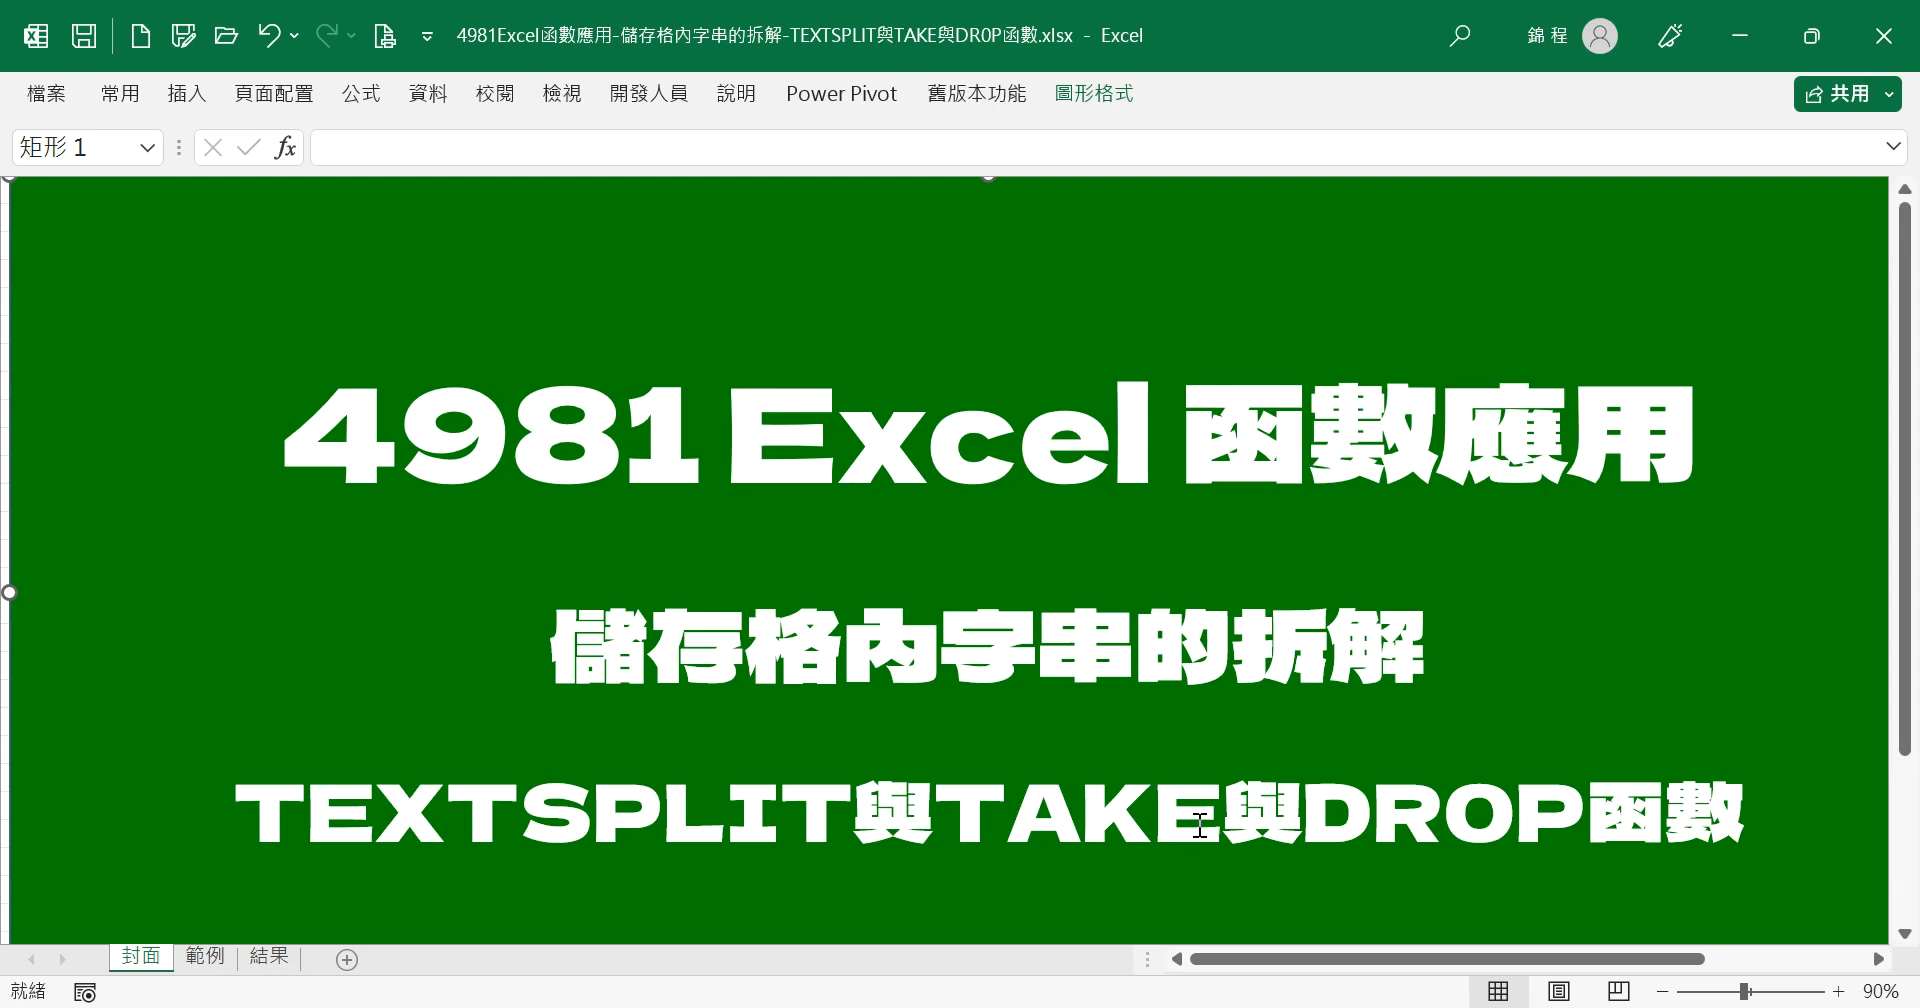 4981Excel函數應用-儲存格內字串的拆解-TEXTSPLIT與TAKE與DR0P函數.xlsx - Excel
錦 程
檔案 常用 插入 頁面配置 公式 資料 校閱 檢視 開發人員 說明 Power Pivot 舊版本功能 圖形格式
共用
矩形 1
fx
4981 Excel 函數應用
儲存格內字串的拆解
TEXTSPLIT與TAKE與DROP函數
封面 範例 結果
就緒
90%